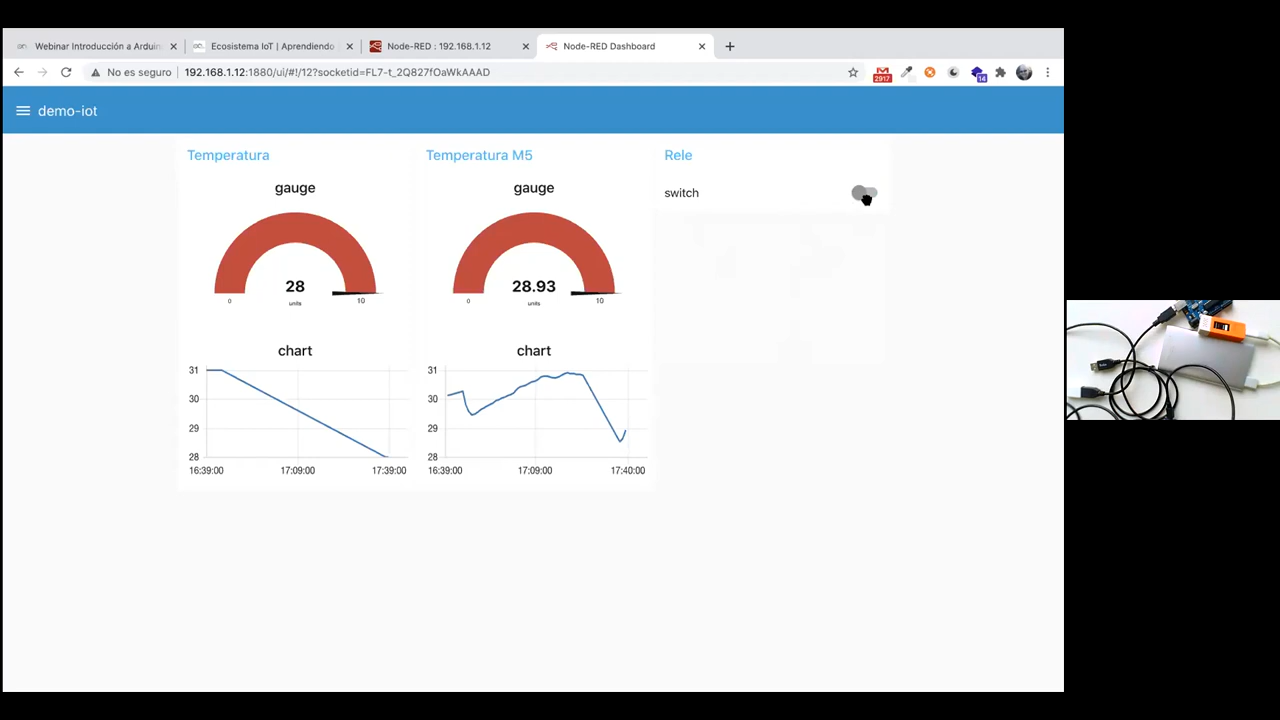 Webinar Introducción a Arduin
Ecosistema IoT | Aprendiendo
Node-RED : 192.168.1.12
Node-RED Dashboard
No es seguro
192.168.1.12:1880/ui/#!/12?socketid=FL7-t_2Q827fOaWkAAAD
2917
14
demo-iot
Temperatura
gauge
28
units
0
10
chart
31
30
29
28
16:39:00
17:09:00
17:39:00
Temperatura M5
gauge
28.93
units
0
10
chart
31
30
29
28
16:39:00
17:09:00
17:40:00
Rele
switch